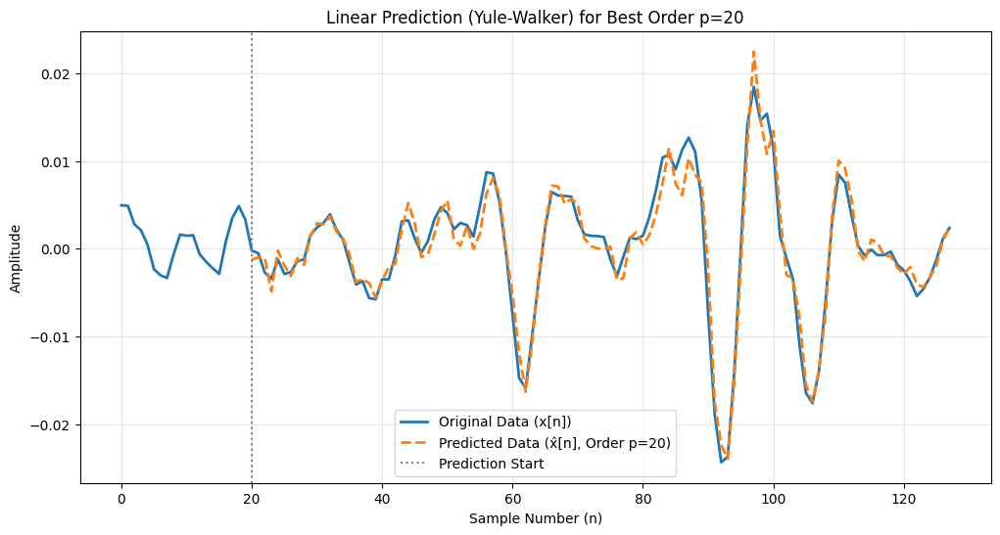 Linear Prediction (Yule-Walker) for Best Order p=20
Amplitude
0.02
0.01
0.00
−0.01
−0.02
Original Data (x[n])
Predicted Data (x̂[n], Order p=20)
Prediction Start
0 20 40 60 80 100 120
Sample Number (n)